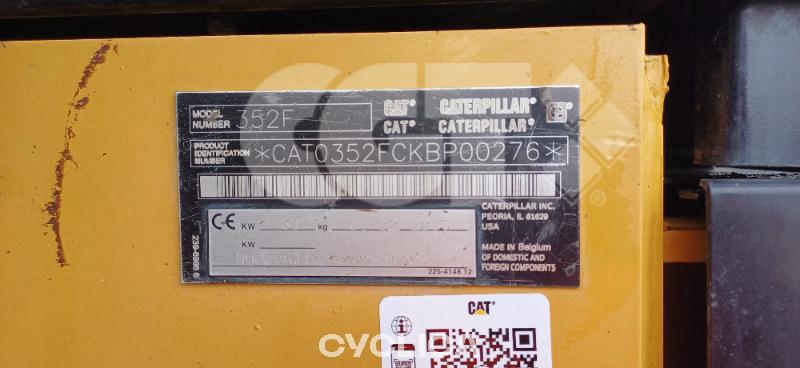 MODEL NUMBER 352F CAT CATERPILLAR
CAT CATERPILLAR
PRODUCT IDENTIFICATION NUMBER *CAT0352FCKBP00276*
CATERPILLAR INC.
PEORIA, IL 61629
USA
CE KW kg
KW
MADE IN Belgium
OF DOMESTIC AND
FOREIGN COMPONENTS
225-4148 12
CAT